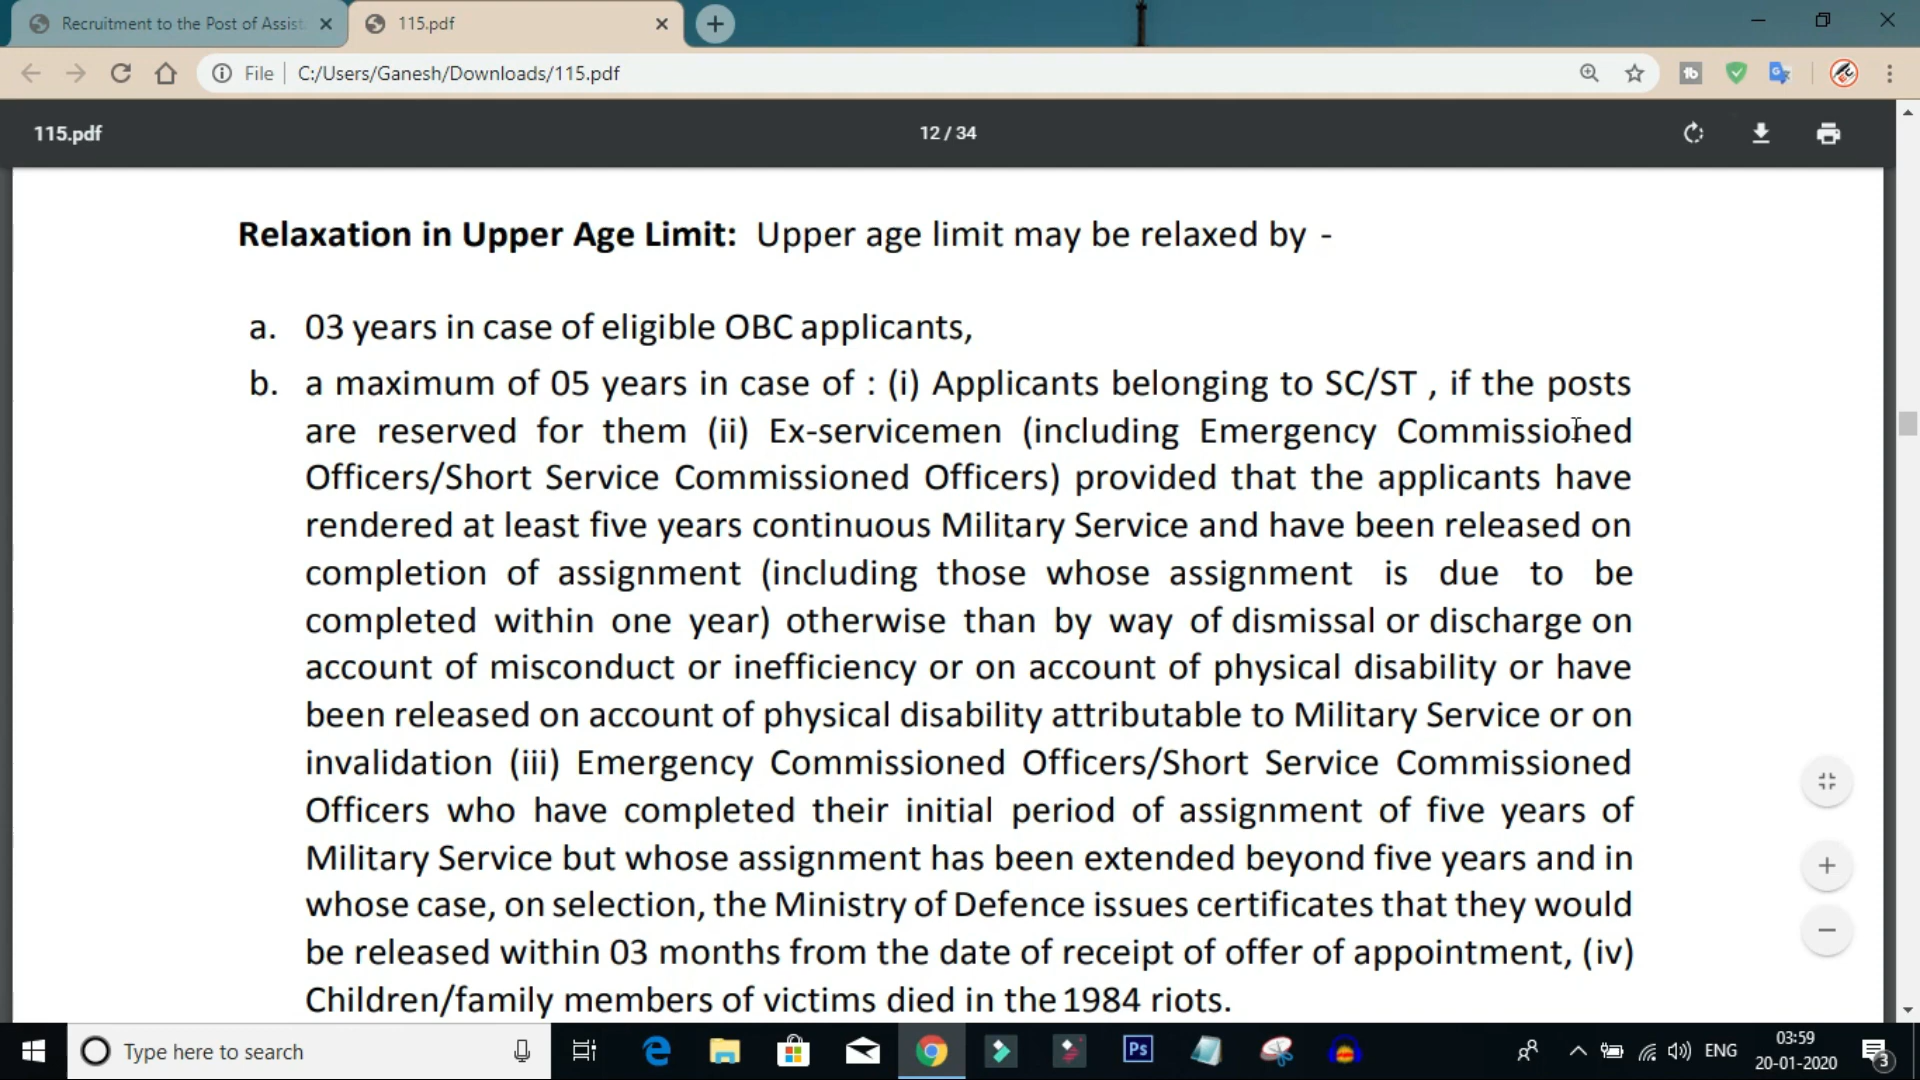 Recruitment to the Post of Assist
115.pdf
File
C:/Users/Ganesh/Downloads/115.pdf
115.pdf
12 / 34
Relaxation in Upper Age Limit: Upper age limit may be relaxed by -
a. 03 years in case of eligible OBC applicants,
b. a maximum of 05 years in case of : (i) Applicants belonging to SC/ST , if the posts
are reserved for them (ii) Ex-servicemen (including Emergency Commissioned
Officers/Short Service Commissioned Officers) provided that the applicants have
rendered at least five years continuous Military Service and have been released on
completion of assignment (including those whose assignment is due to be
completed within one year) otherwise than by way of dismissal or discharge on
account of misconduct or inefficiency or on account of physical disability or have
been released on account of physical disability attributable to Military Service or on
invalidation (iii) Emergency Commissioned Officers/Short Service Commissioned
Officers who have completed their initial period of assignment of five years of
Military Service but whose assignment has been extended beyond five years and in
whose case, on selection, the Ministry of Defence issues certificates that they would
be released within 03 months from the date of receipt of offer of appointment, (iv)
Children/family members of victims died in the 1984 riots.
Type here to search
Ps
ENG
03:59
20-01-2020
3